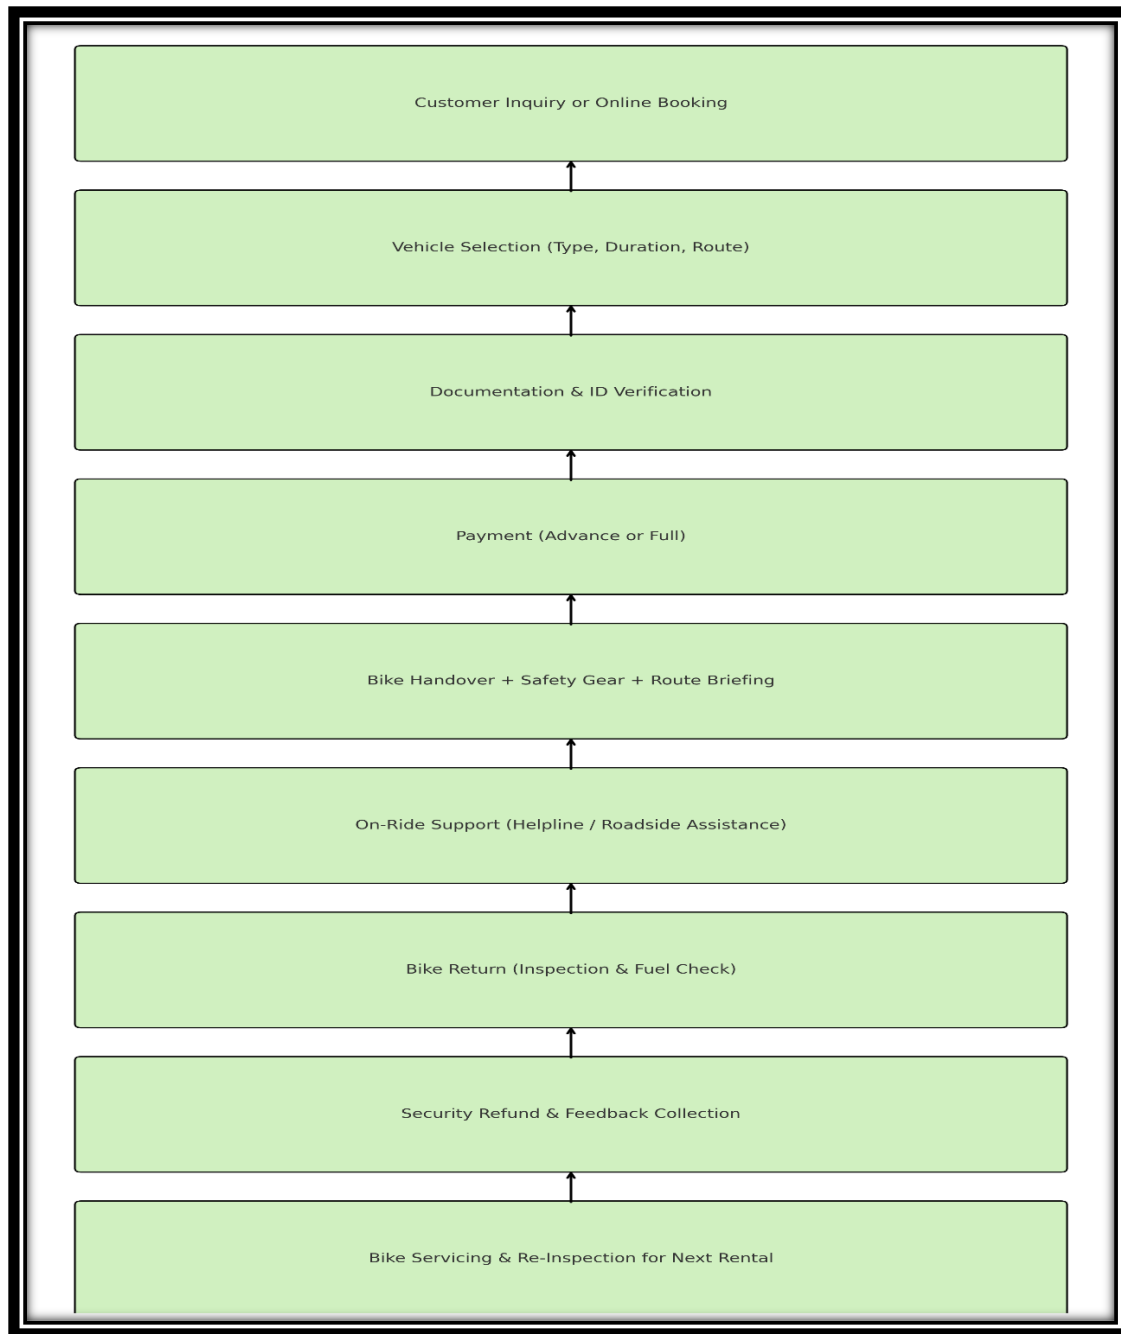 Customer Inquiry or Online Booking
Vehicle Selection (Type, Duration, Route)
Documentation & ID Verification
Payment (Advance or Full)
Bike Handover + Safety Gear + Route Briefing
On-Ride Support (Helpline / Roadside Assistance)
Bike Return (Inspection & Fuel Check)
Security Refund & Feedback Collection
Bike Servicing & Re-Inspection for Next Rental